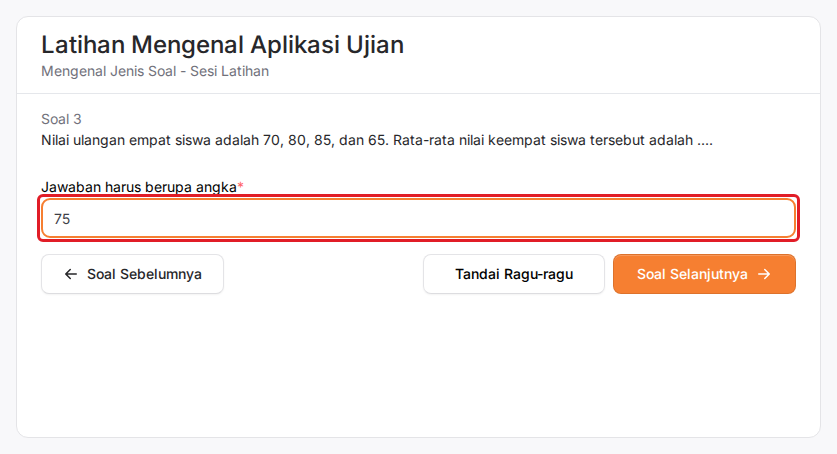 Latihan Mengenal Aplikasi Ujian
Mengenal Jenis Soal - Sesi Latihan
Soal 3
Nilai ulangan empat siswa adalah 70, 80, 85, dan 65. Rata-rata nilai keempat siswa tersebut adalah ....
Jawaban harus berupa angka*
75
← Soal Sebelumnya
Tandai Ragu-ragu
Soal Selanjutnya →